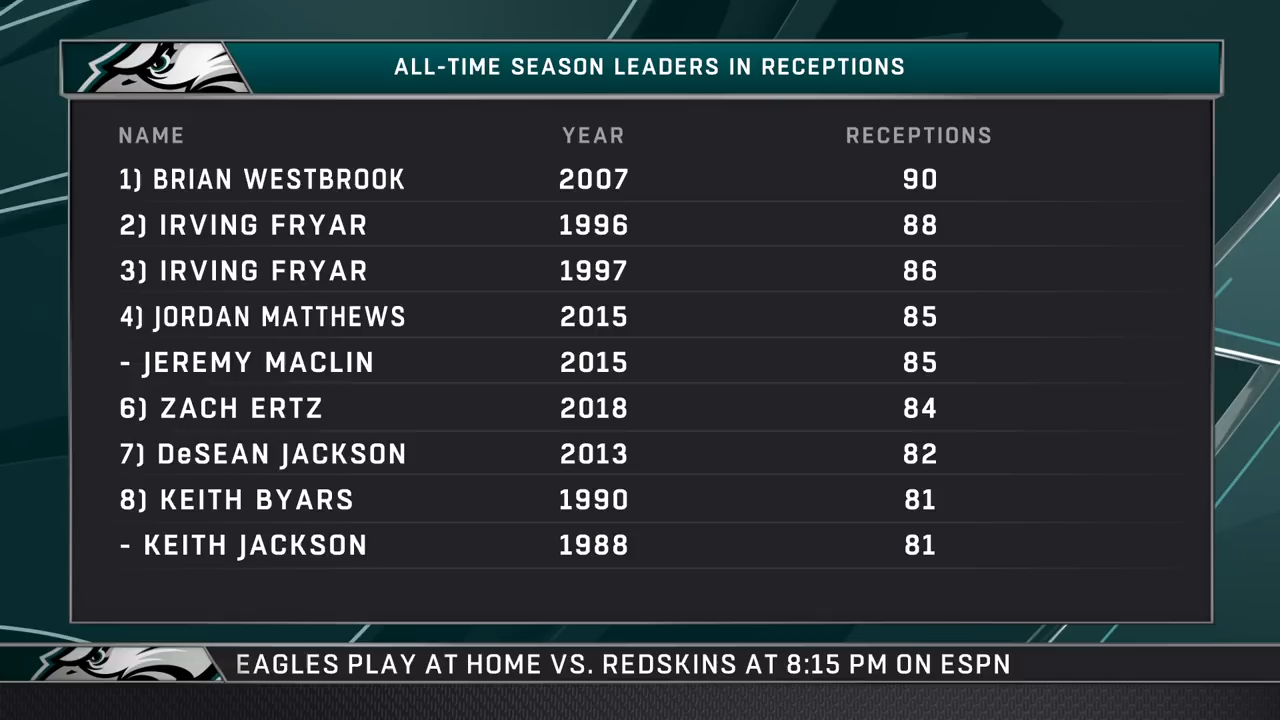 ALL-TIME SEASON LEADERS IN RECEPTIONS
NAME YEAR RECEPTIONS
1) BRIAN WESTBROOK 2007 90
2) IRVING FRYAR 1996 88
3) IRVING FRYAR 1997 86
4) JORDAN MATTHEWS 2015 85
- JEREMY MACLIN 2015 85
6) ZACH ERTZ 2018 84
7) DeSEAN JACKSON 2013 82
8) KEITH BYARS 1990 81
- KEITH JACKSON 1988 81
EAGLES PLAY AT HOME VS. REDSKINS AT 8:15 PM ON ESPN